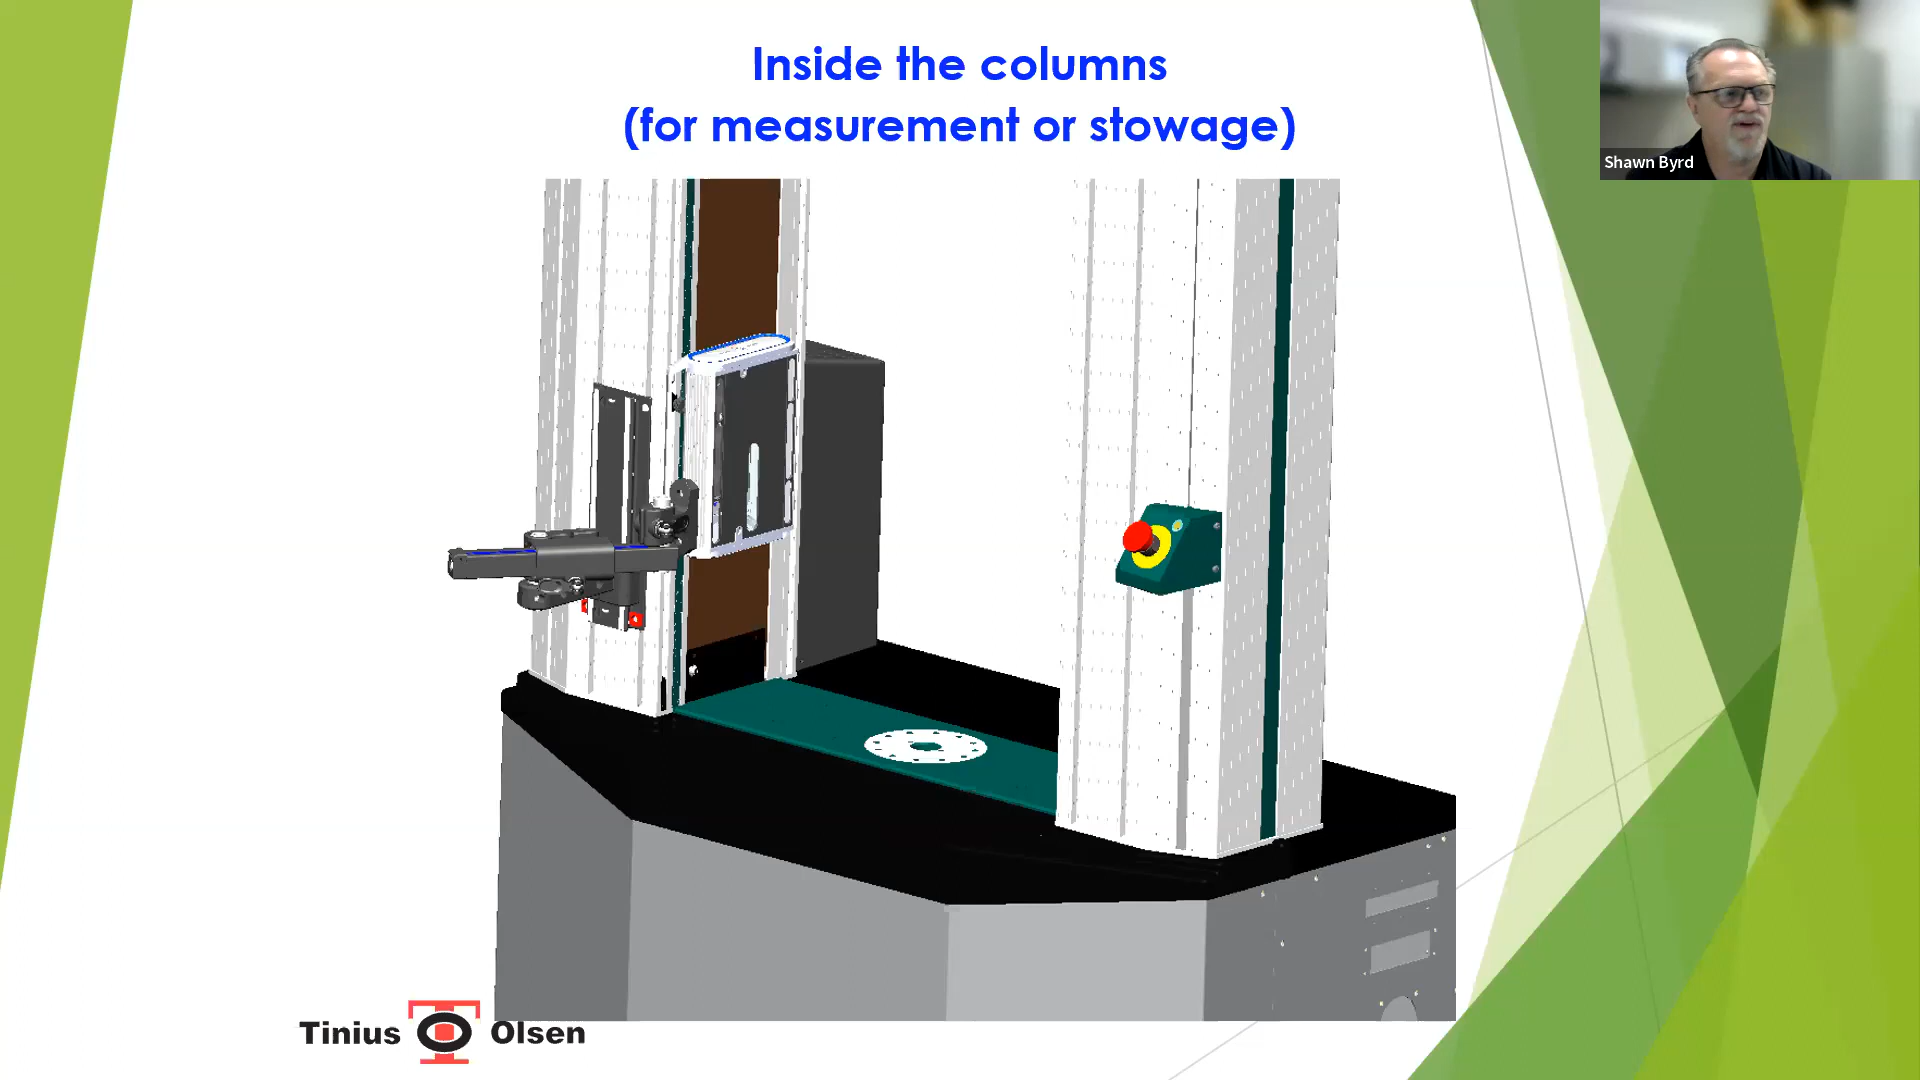 Inside the columns
(for measurement or stowage)
Shawn Byrd
Tinius Olsen